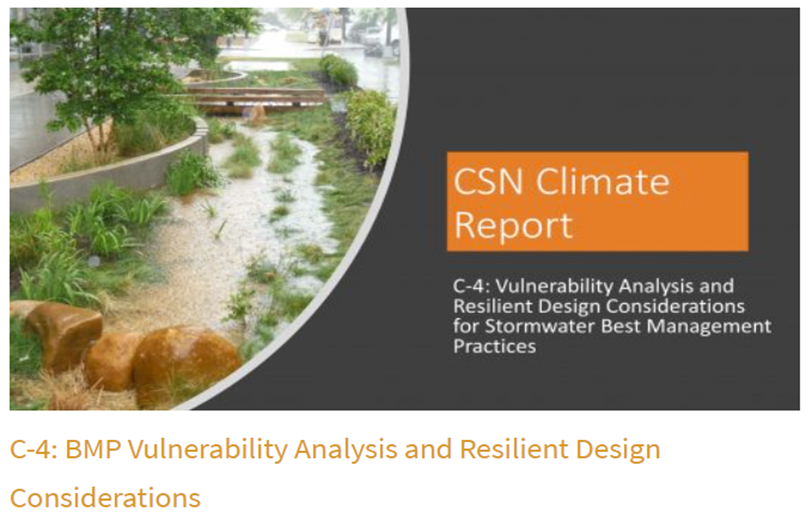 CSN Climate
Report
C-4: Vulnerability Analysis and
Resilient Design Considerations
for Stormwater Best Management
Practices
C-4: BMP Vulnerability Analysis and Resilient Design
Considerations